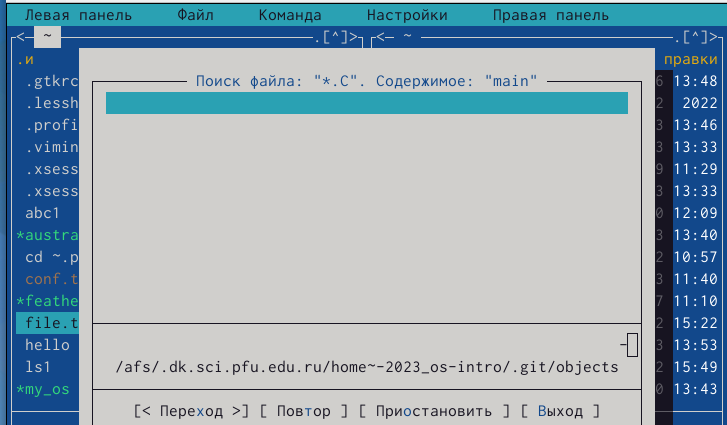 Левая панель Файл Команда Настройки Правая панель
<─ ~ .[^]> <─ ~ .[^]>
.и правки
.gtkrc 6 13:48
.lessh 2 2022
.profi 3 13:46
.vimin 3 13:33
.xsess 9 11:29
.xsess 3 13:33
abc1 0 12:09
*austra 3 13:40
cd ~.p 2 10:57
conf.t 3 11:40
*feathe 7 11:10
file.t 2 15:22
hello 3 13:53
ls1 2 15:49
*my_os 0 13:43
Поиск файла: "*.C". Содержимое: "main"
/afs/.dk.sci.pfu.edu.ru/home~-2023_os-intro/.git/objects
[< Переход >] [ Повтор ] [ Приостановить ] [ Выход ]